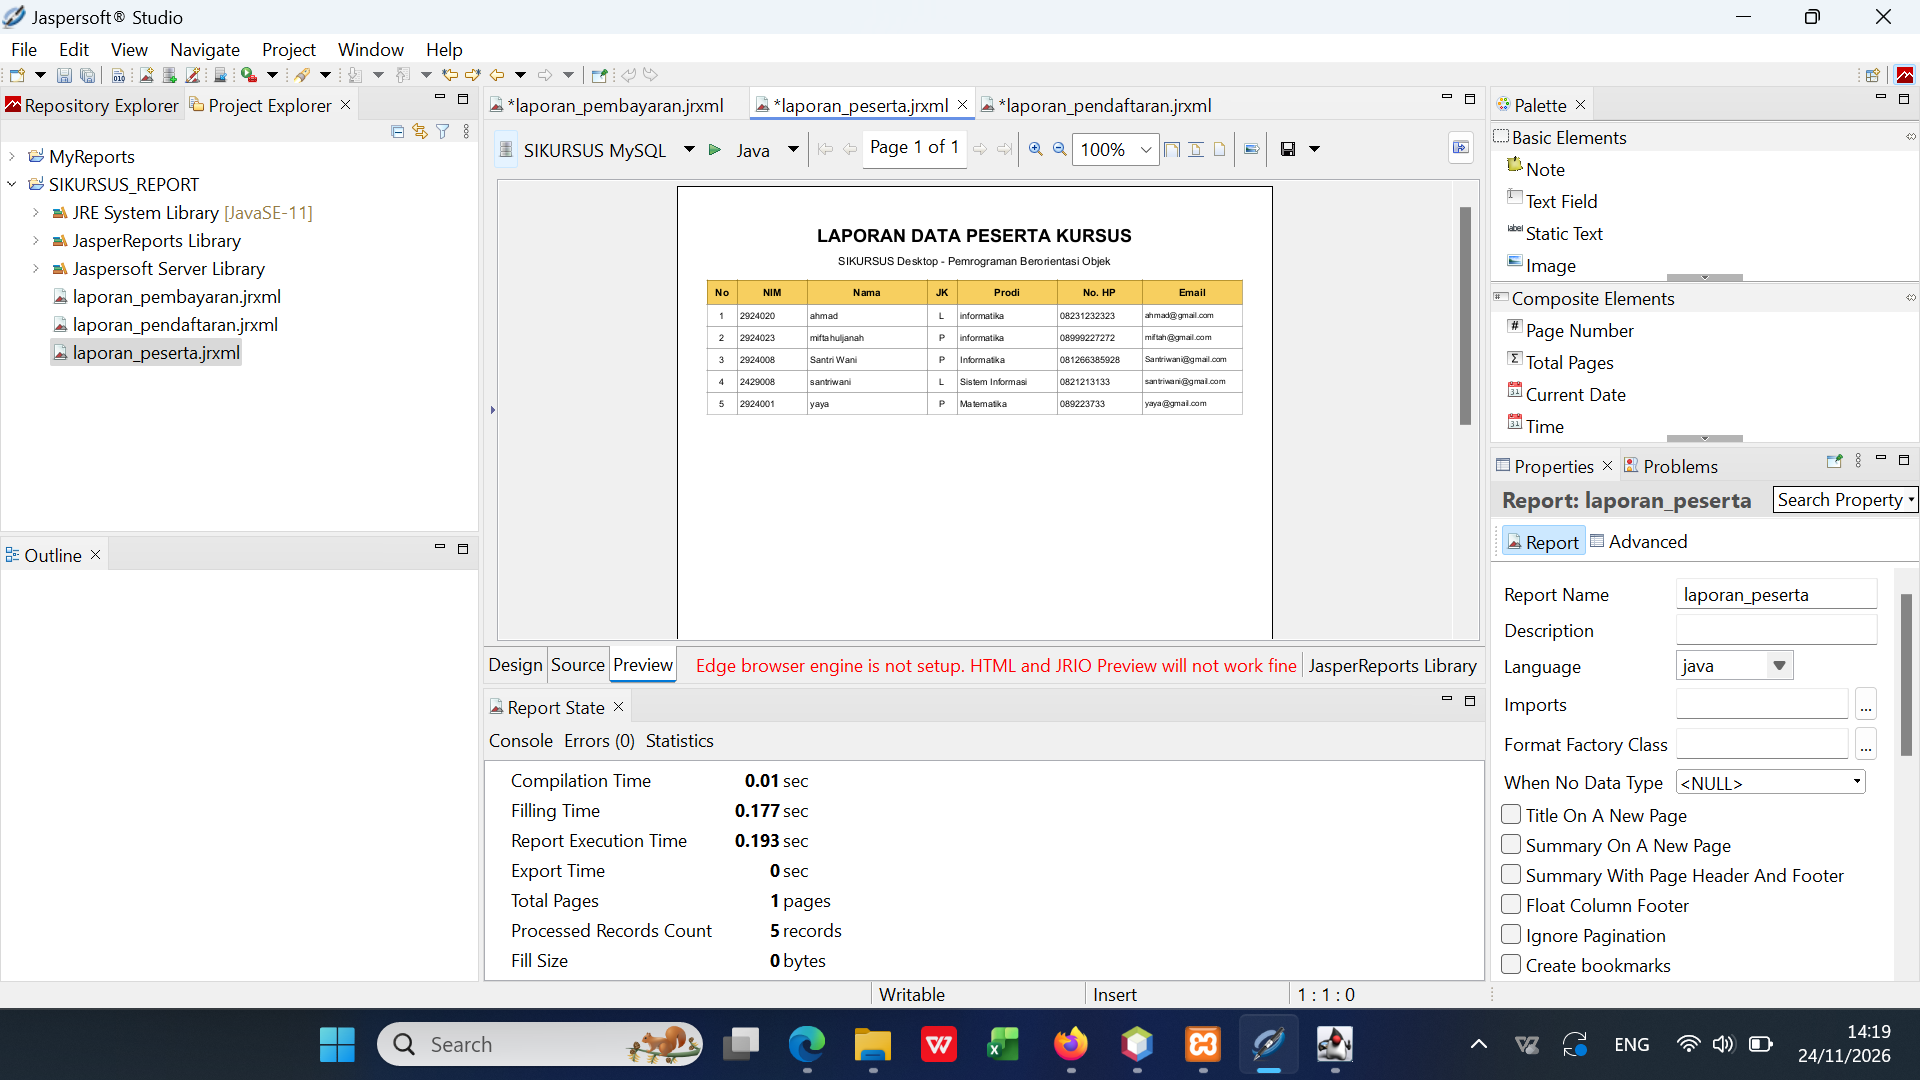 Jaspersoft® Studio
File Edit View Navigate Project Window Help
Repository Explorer Project Explorer
MyReports
SIKURSUS_REPORT
JRE System Library [JavaSE-11]
JasperReports Library
Jaspersoft Server Library
laporan_pembayaran.jrxml
laporan_pendaftaran.jrxml
laporan_peserta.jrxml
Outline
*laporan_pembayaran.jrxml *laporan_peserta.jrxml *laporan_pendaftaran.jrxml
SIKURSUS MySQL Java Page 1 of 1 100%
LAPORAN DATA PESERTA KURSUS
SIKURSUS Desktop - Pemrograman Berorientasi Objek
No NIM Nama JK Prodi No. HP Email
1 2924020 ahmad L informatika 08231232323 ahmad@gmail.com
2 2924023 miftahuljanah P informatika 08999227272 miftah@gmail.com
3 2924008 Santri Wani P Informatika 081266385928 Santriwani@gmail.com
4 2429008 santriwani L Sistem Informasi 0821213133 santriwani@gmail.com
5 2924001 yaya P Matematika 089223733 yaya@gmail.com
Design Source Preview Edge browser engine is not setup. HTML and JRIO Preview will not work fine JasperReports Library
Report State
Console Errors (0) Statistics
Compilation Time 0.01 sec
Filling Time 0.177 sec
Report Execution Time 0.193 sec
Export Time 0 sec
Total Pages 1 pages
Processed Records Count 5 records
Fill Size 0 bytes
Palette
Basic Elements
Note
Text Field
label Static Text
Image
Composite Elements
# Page Number
Σ Total Pages
31 Current Date
31 Time
Properties Problems
Report: laporan_peserta Search Property
Report Advanced
Report Name laporan_peserta
Description
Language java
Imports ...
Format Factory Class ...
When No Data Type <NULL>
Title On A New Page
Summary On A New Page
Summary With Page Header And Footer
Float Column Footer
Ignore Pagination
Create bookmarks
Writable Insert 1 : 1 : 0
Search
ENG
14:19
24/11/2026